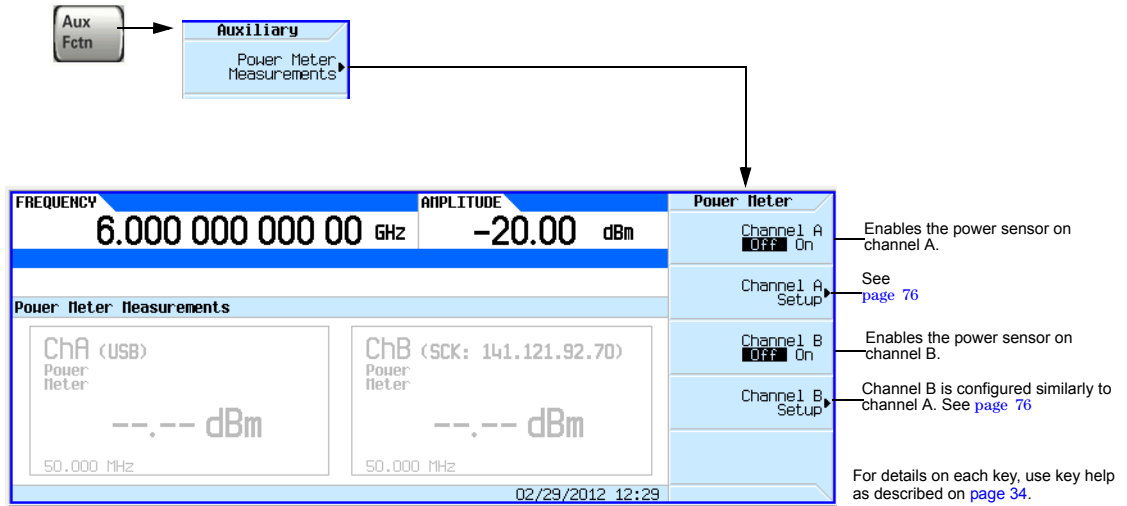 Aux
Fctn
Auxiliary
Power Meter
Measurements
FREQUENCY
6.000 000 000 00 GHz
AMPLITUDE
-20.00 dBm
Power Meter Measurements
ChA (USB)
Power
Meter
--.-- dBm
50.000 MHz
ChB (SCK: 141.121.92.70)
Power
Meter
--.-- dBm
50.000 MHz
02/29/2012 12:29
Power Meter
Channel A
Off On
Enables the power sensor on
channel A.
Channel A
Setup
See
page 76
Channel B
Off On
Enables the power sensor on
channel B.
Channel B
Setup
Channel B is configured similarly to
channel A. See page 76
For details on each key, use key help
as described on page 34.